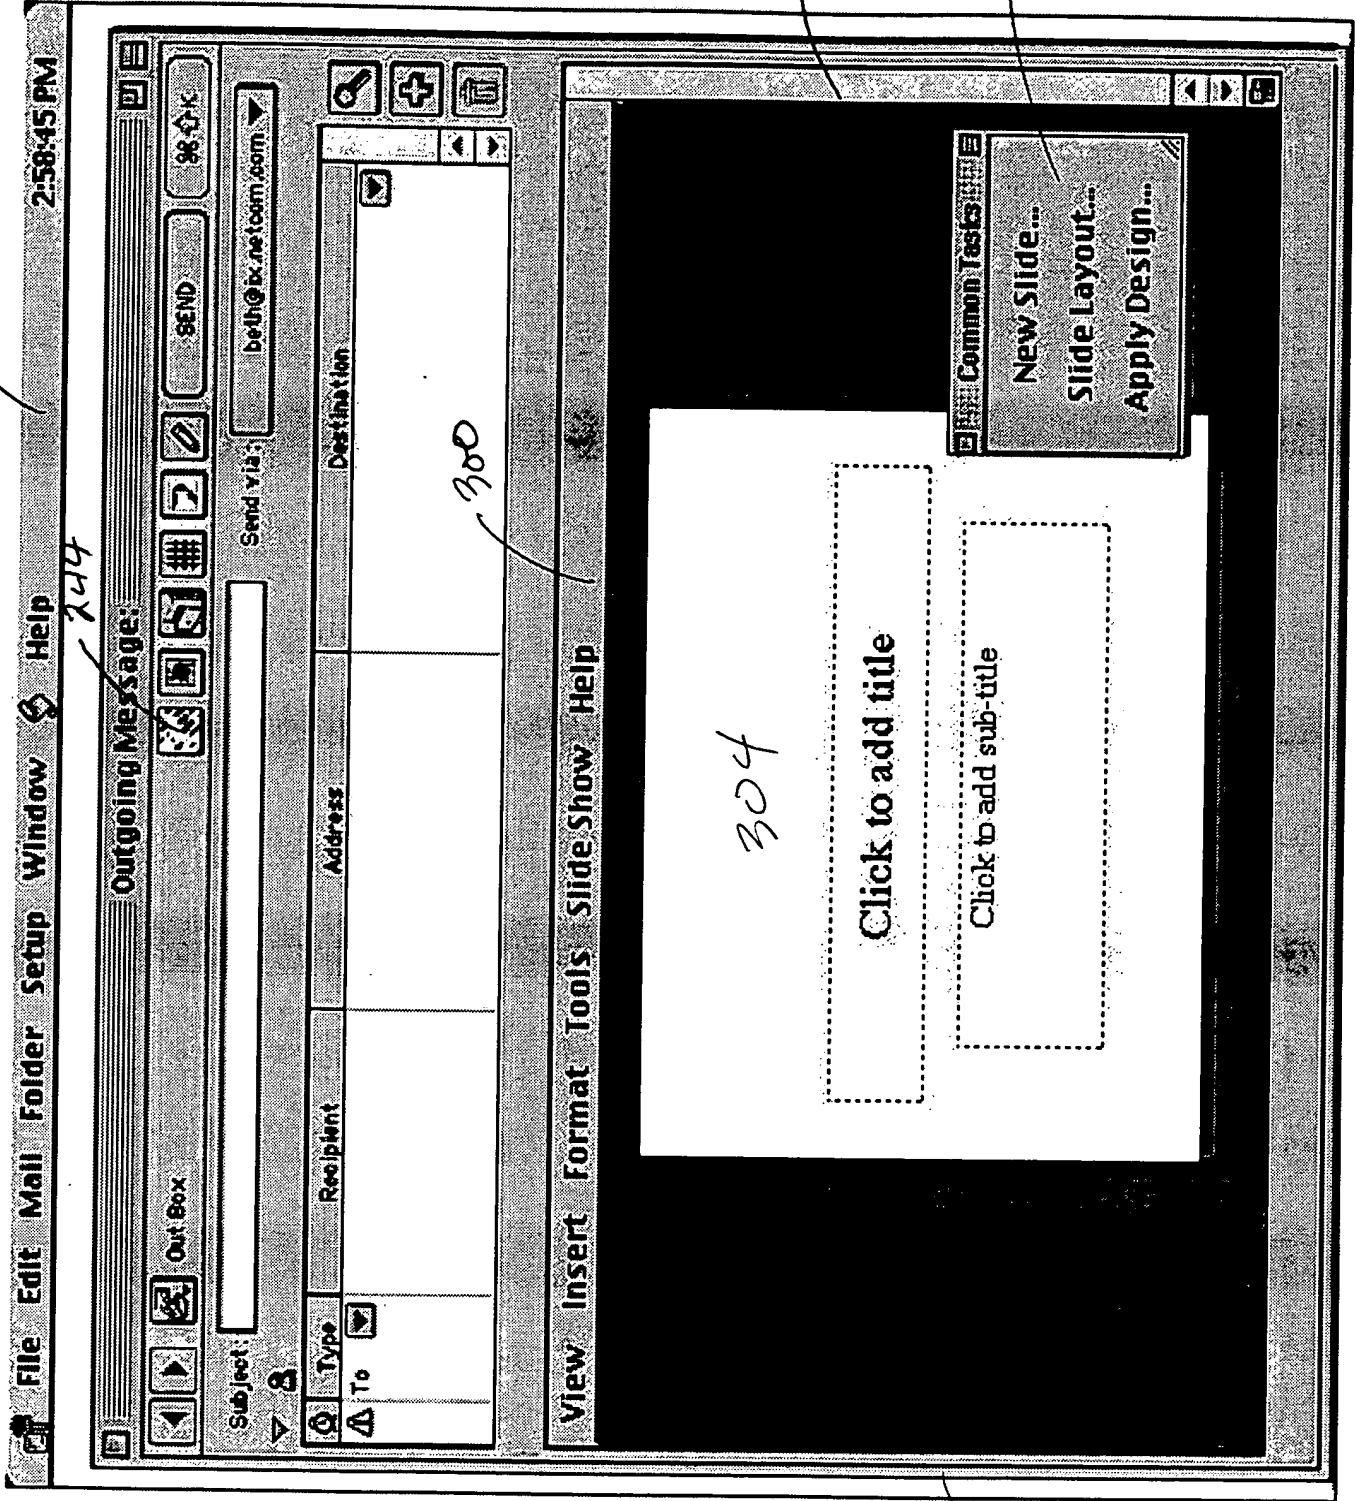 File Edit Mail Folder Setup Window Help 2:58:45 PM
244
Outgoing Message:
Out Box SEND ⌘⇧K
Subject: Send via: beth@ix.netcom.com
Type Recipient Address Destination
To
300
View Insert Format Tools SlideShow Help
304
Click to add title
Click to add sub-title
Common Tasks
New Slide...
Slide Layout...
Apply Design...